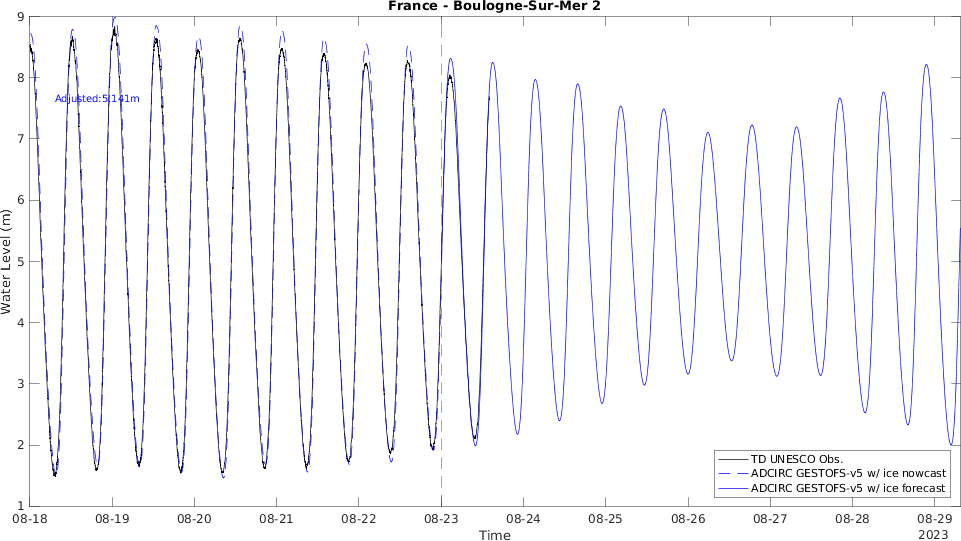 France - Boulogne-Sur-Mer 2
9
8
Adjusted:5.141m
7
6
5
4
3
2
1
Water Level (m)
TD UNESCO Obs.
ADCIRC GESTOFS-v5 w/ ice nowcast
ADCIRC GESTOFS-v5 w/ ice forecast
08-18 08-19 08-20 08-21 08-22 08-23 08-24 08-25 08-26 08-27 08-28 08-29
Time 2023